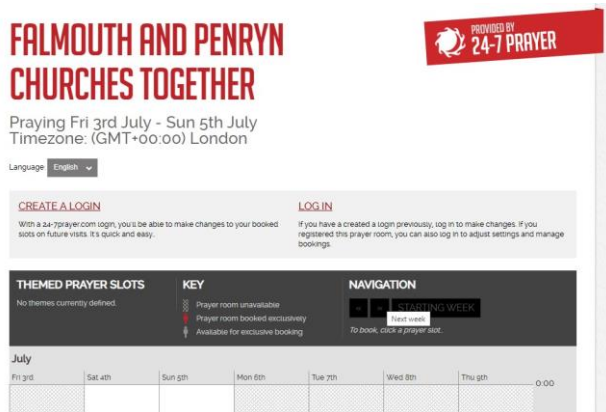 FALMOUTH AND PENRYN
CHURCHES TOGETHER
PROVIDED BY
24-7 PRAYER
Praying Fri 3rd July - Sun 5th July
Timezone: (GMT+00:00) London
Language English
CREATE A LOGIN
With a 24-7prayer.com login, you'll be able to make changes to your booked
slots on future visits. It's quick and easy.
LOG IN
If you have a created a login previously, log in to make changes. If you
registered this prayer room, you can also log in to adjust settings and manage
bookings.
THEMED PRAYER SLOTS
No themes currently defined.
KEY
Prayer room unavailable
Prayer room booked exclusively
Available for exclusive booking
NAVIGATION
« » STARTING WEEK
Next week
To book, click a prayer slot.
July
Fri 3rd Sat 4th Sun 5th Mon 6th Tue 7th Wed 8th Thu 9th
0:00